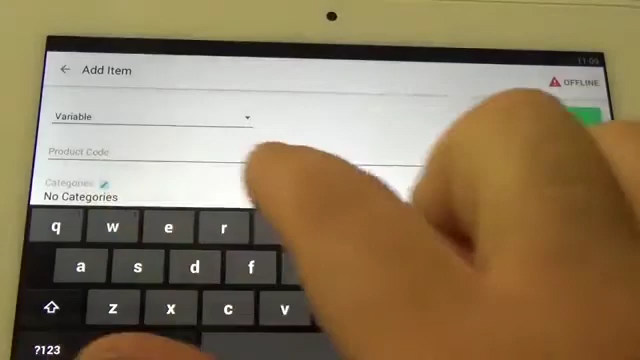 11:09
Add Item
OFFLINE
Variable
Product Code
Categories
No Categories
q w e r
a s d f
z x c v
?123